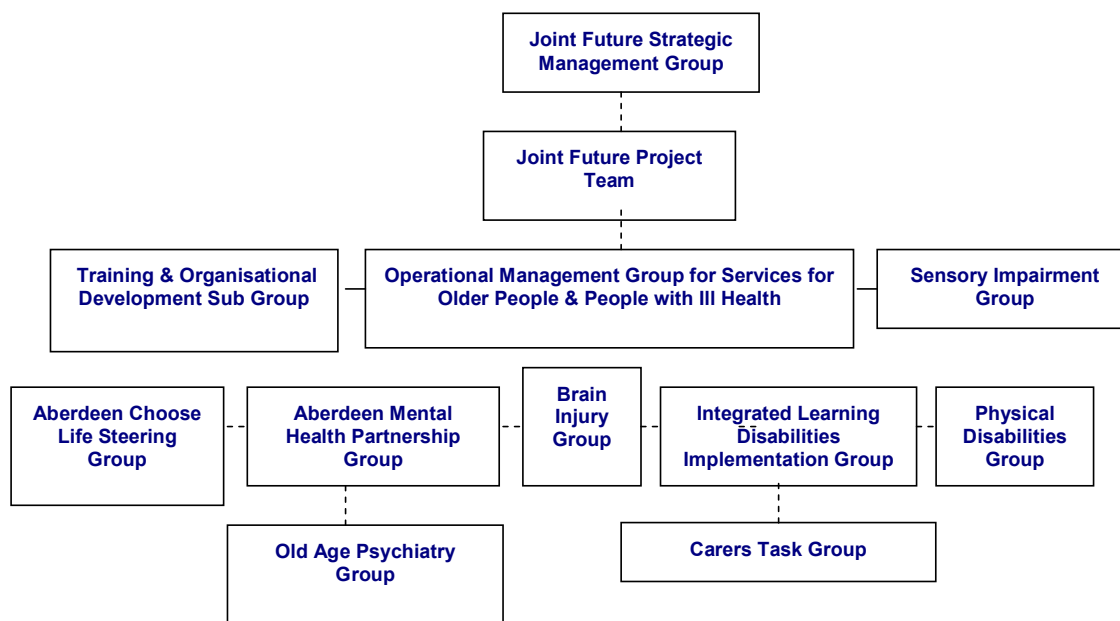 Joint Future Strategic
Management Group
Joint Future Project
Team
Training & Organisational
Development Sub Group
Operational Management Group for Services for
Older People & People with Ill Health
Sensory Impairment
Group
Aberdeen Choose
Life Steering
Group
Aberdeen Mental
Health Partnership
Group
Brain
Injury
Group
Integrated Learning
Disabilities
Implementation Group
Physical
Disabilities
Group
Old Age Psychiatry
Group
Carers Task Group